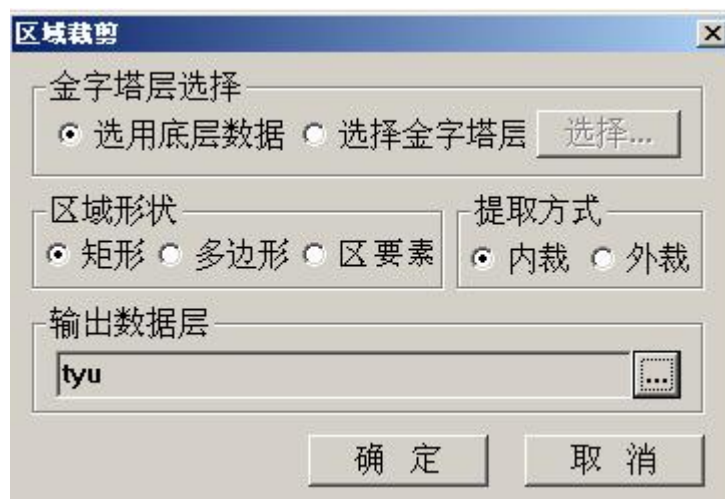 区域裁剪
金字塔层选择
选用底层数据 选择金字塔层 选择...
区域形状 提取方式
矩形 多边形 区要素 内裁 外裁
输出数据层
tyu ...
确 定 取 消